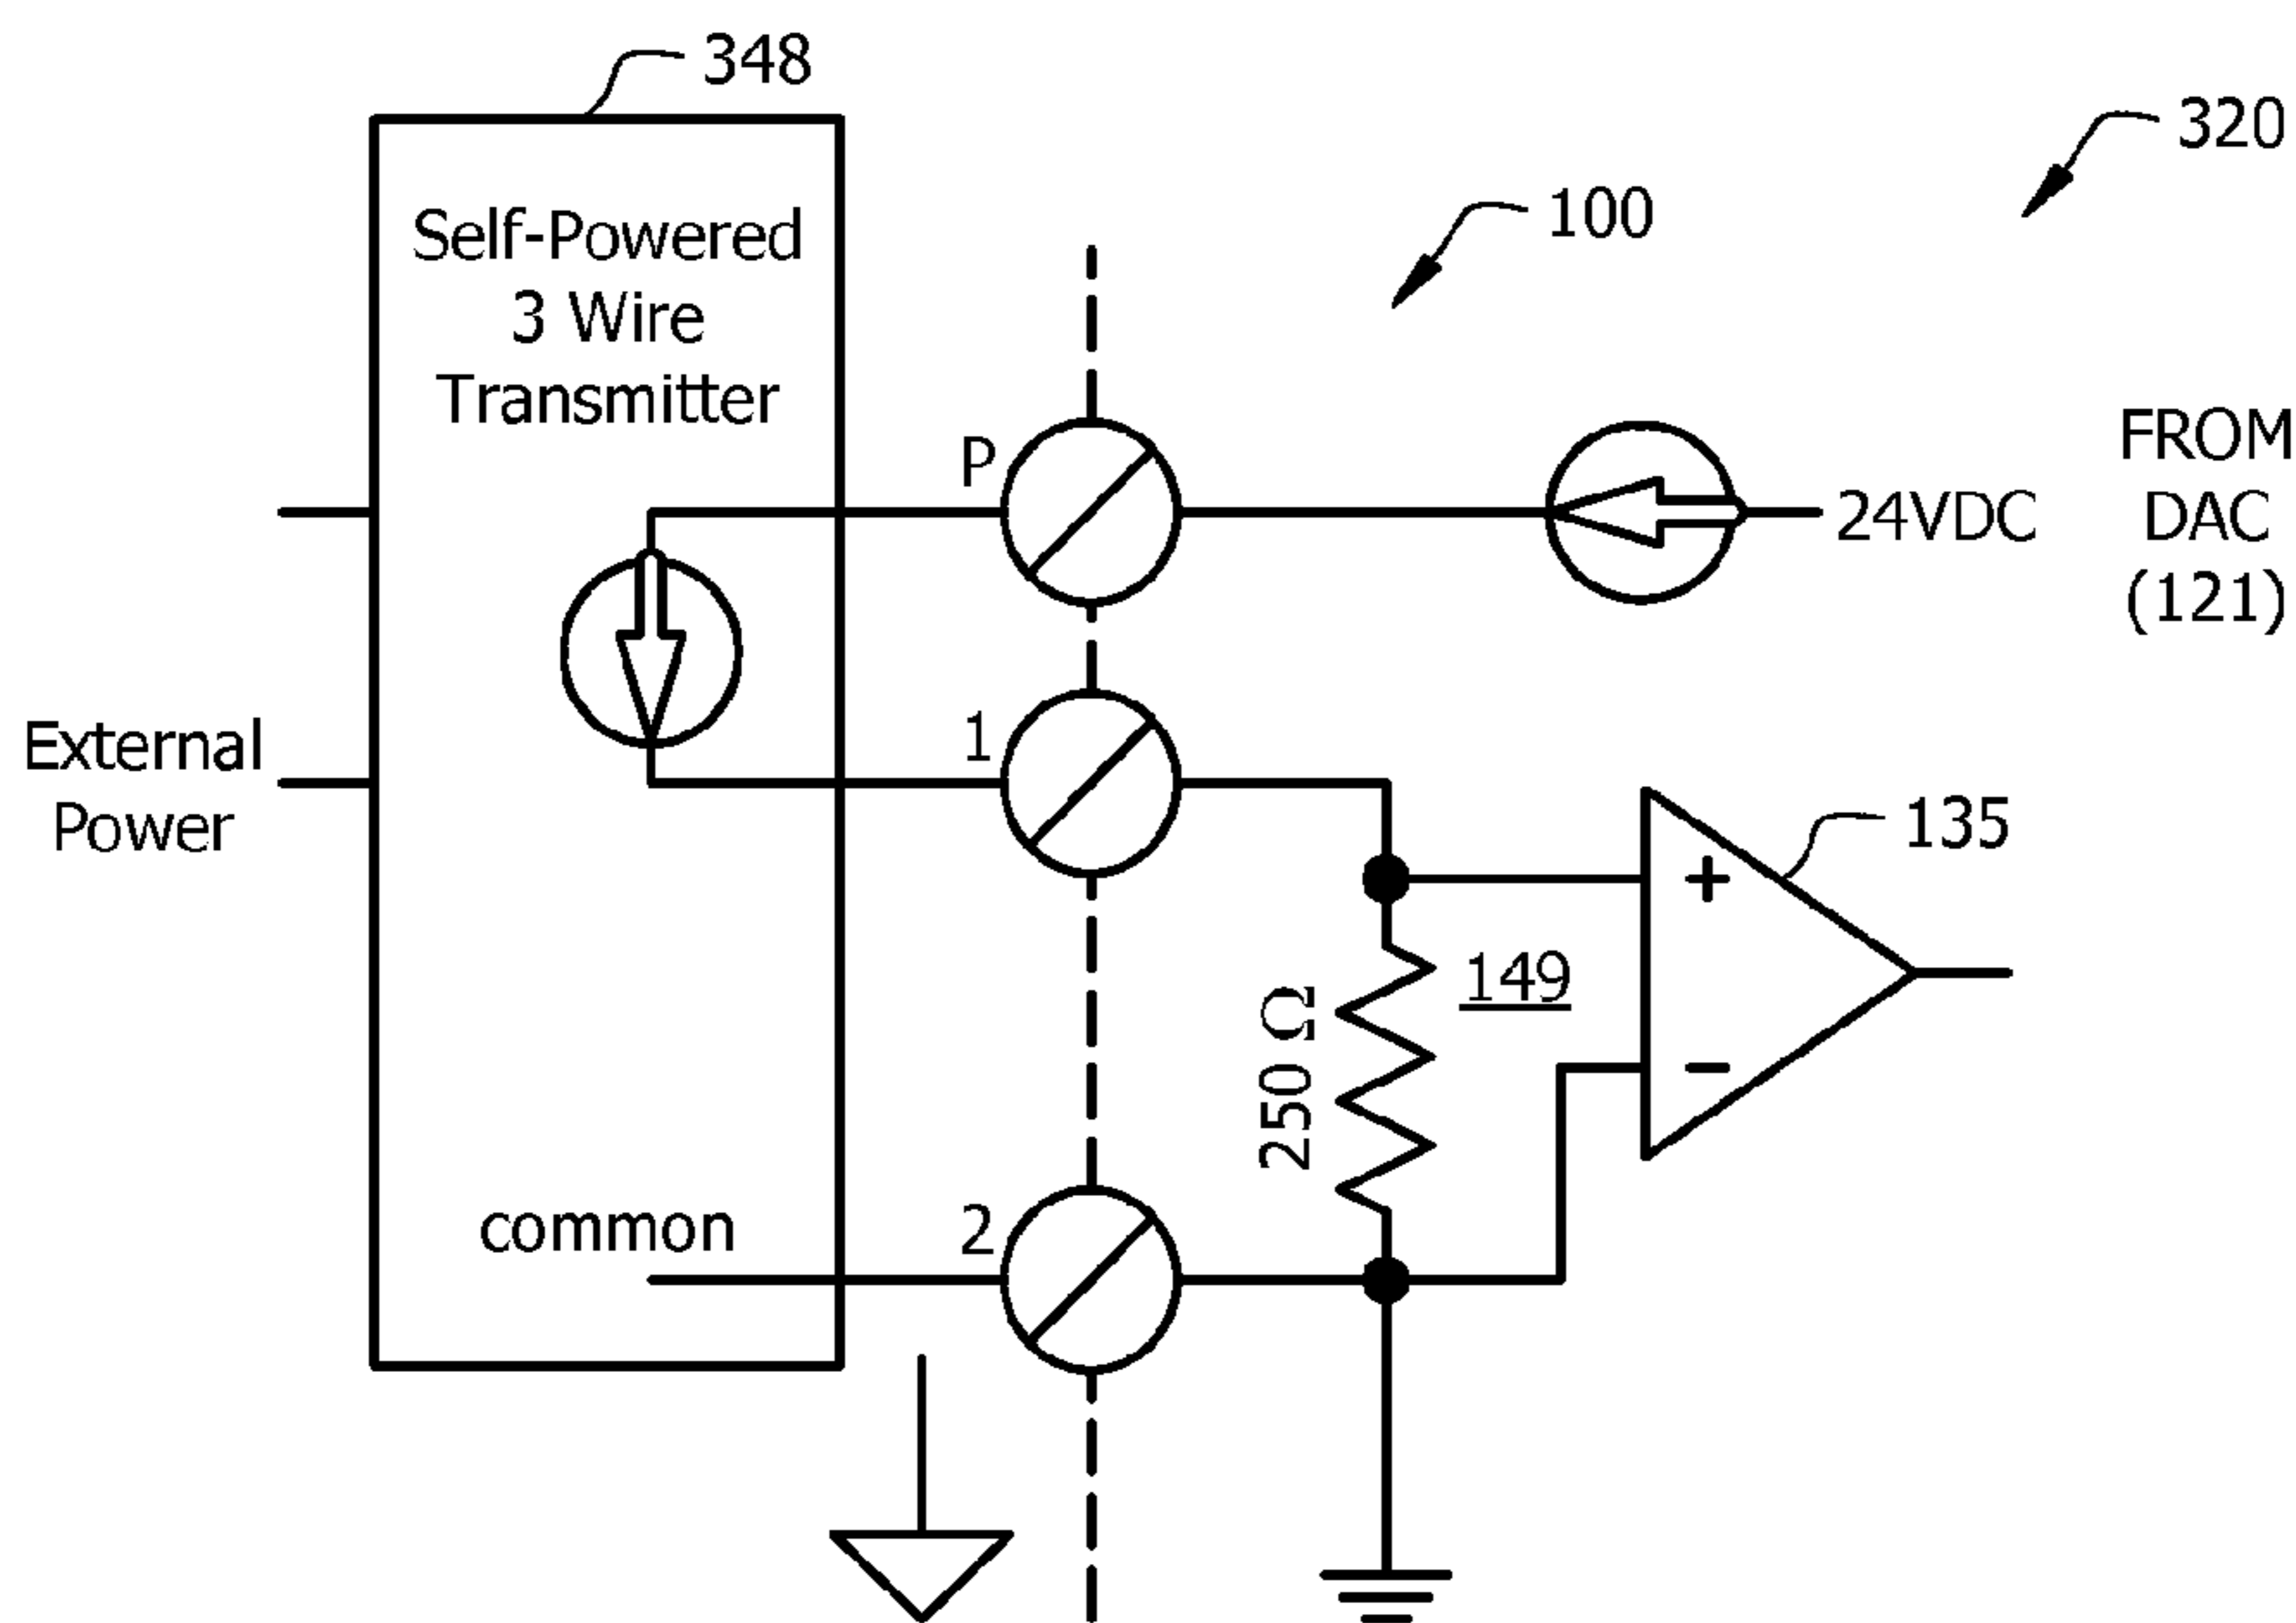 348
320
100
Self-Powered
3 Wire
Transmitter
P
24VDC
FROM
DAC
(121)
1
External
Power
135
+
149
250 Ω
−
common
2